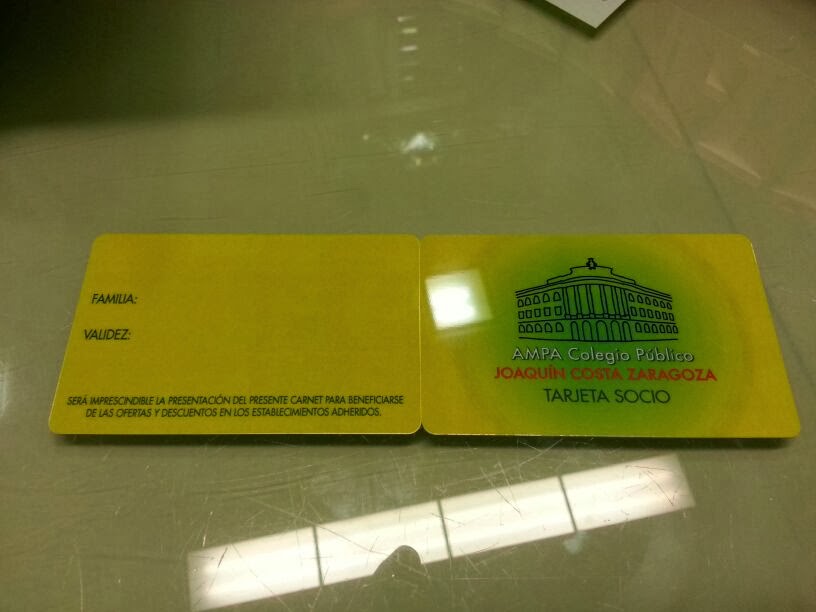 FAMILIA:
VALIDEZ:
SERÁ IMPRESCINDIBLE LA PRESENTACIÓN DEL PRESENTE CARNET PARA BENEFICIARSE
DE LAS OFERTAS Y DESCUENTOS EN LOS ESTABLECIMIENTOS ADHERIDOS.
AMPA Colegio Público
JOAQUÍN COSTA ZARAGOZA
TARJETA SOCIO